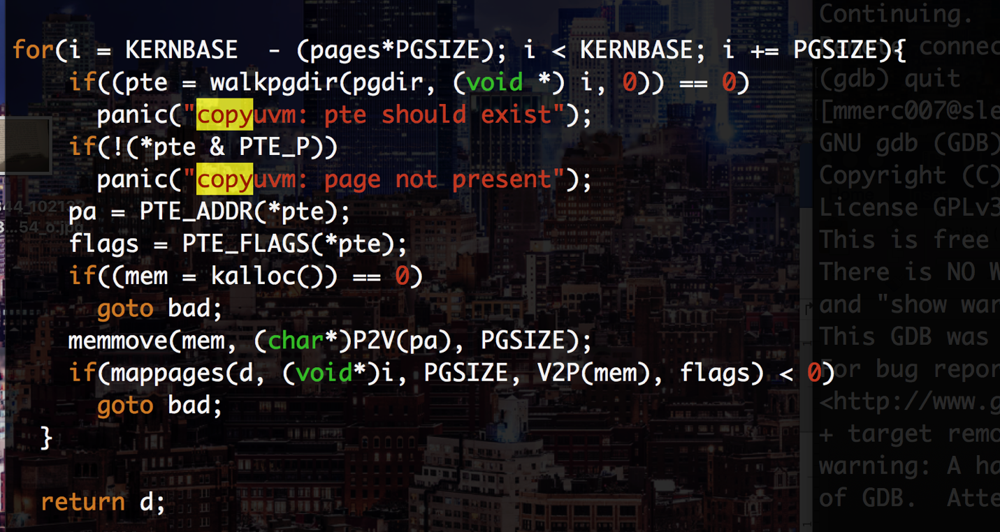 for(i = KERNBASE  - (pages*PGSIZE); i < KERNBASE; i += PGSIZE){
    if((pte = walkpgdir(pgdir, (void *) i, 0)) == 0)
      panic("copyuvm: pte should exist");
    if(!(*pte & PTE_P))
      panic("copyuvm: page not present");
    pa = PTE_ADDR(*pte);
    flags = PTE_FLAGS(*pte);
    if((mem = kalloc()) == 0)
      goto bad;
    memmove(mem, (char*)P2V(pa), PGSIZE);
    if(mappages(d, (void*)i, PGSIZE, V2P(mem), flags) < 0)
      goto bad;
  }
  return d;
Continuing.
connec
(gdb) quit
[mmerc007@sle
GNU gdb (GDB)
Copyright (C)
License GPLv3
This is free
There is NO W
and "show war
This GDB was
For bug repor
<http://www.g
+ target remo
warning: A ha
of GDB.  Atte
44_102132
3...54_o.jpg